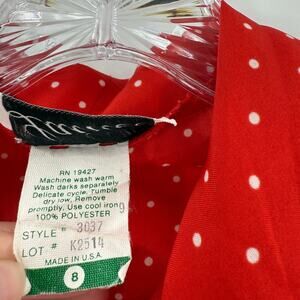 RN 19427
Machine wash warm
Wash darks separately
Delicate cycle, Tumble
dry low, Remove
promptly. Use cool iron
100% POLYESTER
STYLE # 3037
LOT # K2514
MADE IN U.S.A.
8